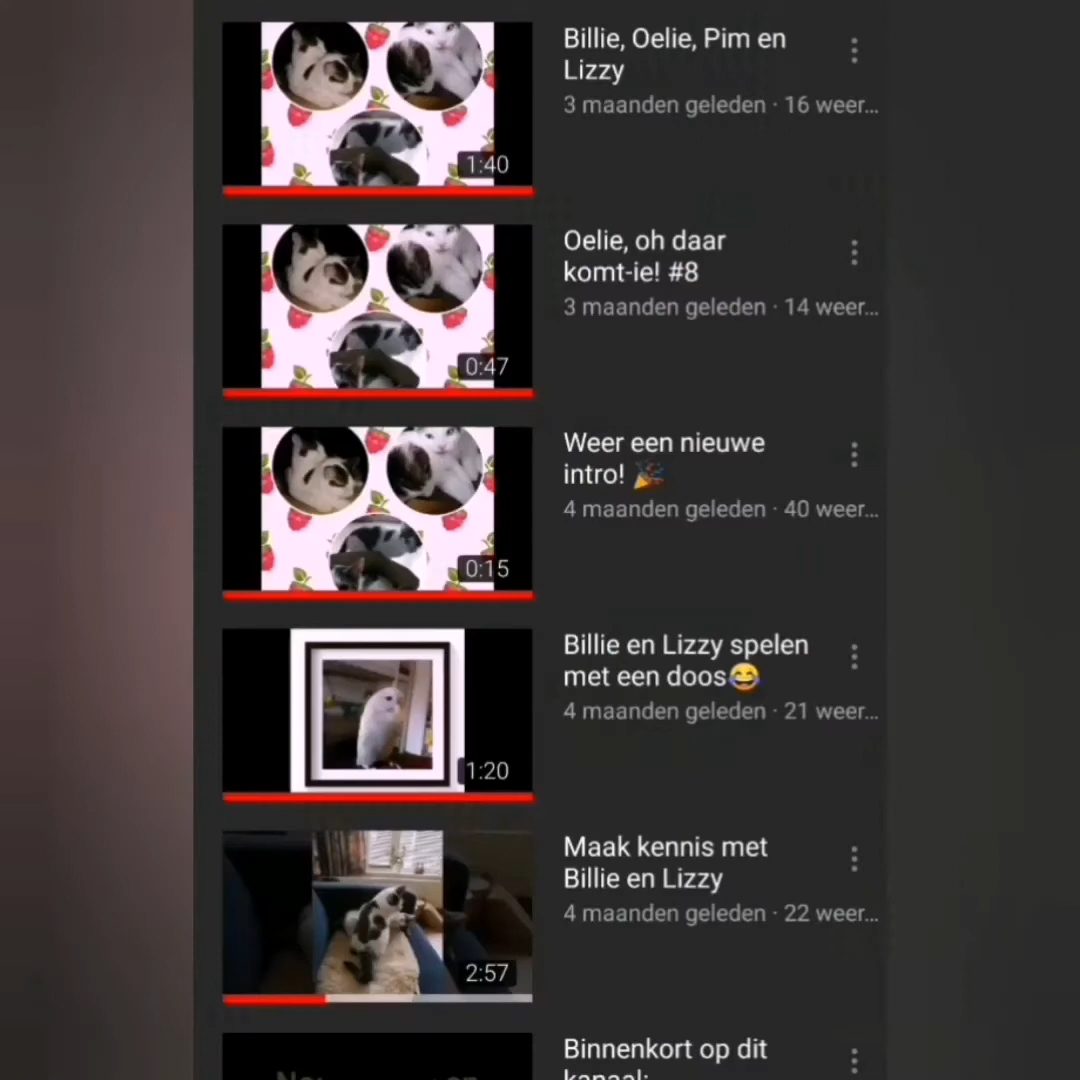 Billie, Oelie, Pim en
Lizzy
3 maanden geleden · 16 weer...
1:40
Oelie, oh daar
komt-ie! #8
3 maanden geleden · 14 weer...
0:47
Weer een nieuwe
intro! 🎉
4 maanden geleden · 40 weer...
0:15
Billie en Lizzy spelen
met een doos😂
4 maanden geleden · 21 weer...
1:20
Maak kennis met
Billie en Lizzy
4 maanden geleden · 22 weer...
2:57
Binnenkort op dit
kanaal: